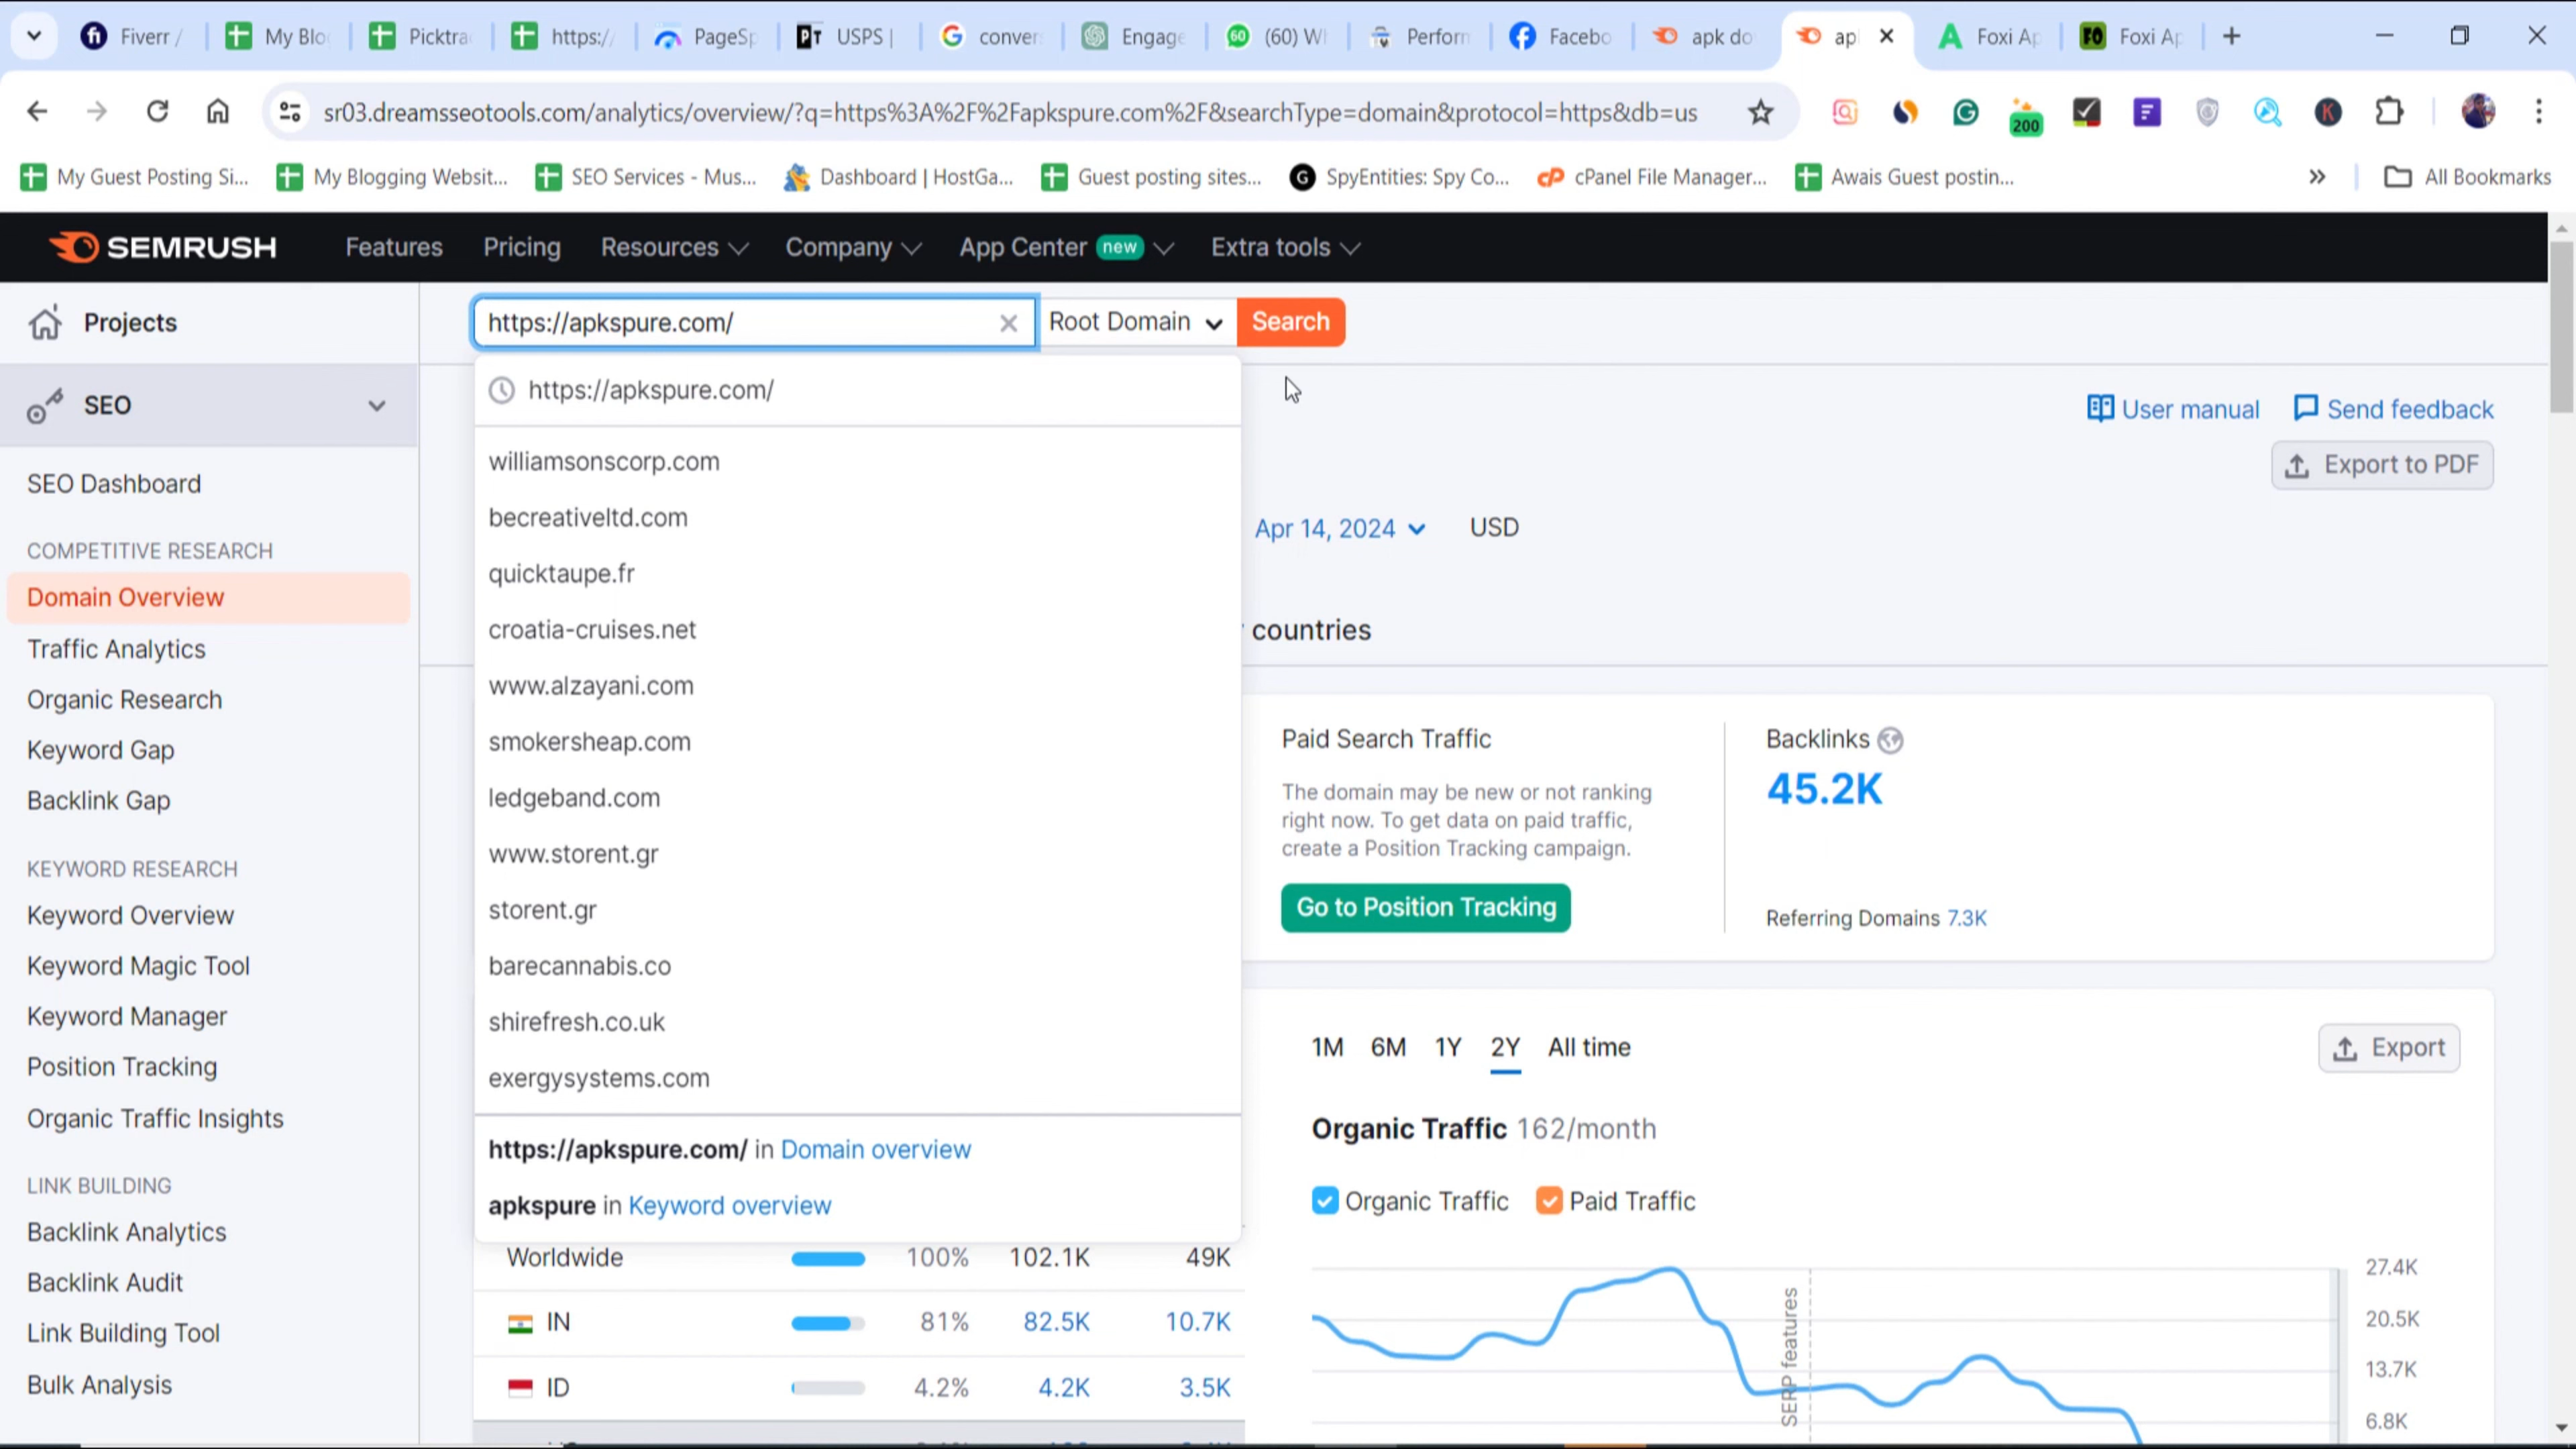 Fiverr /
My Blo
Picktra
https:/
PageSp
USPS |
conver
Engage
(60) W
Perforn
Facebo
apk do
ap
Foxi Ap
Foxi Ap
sr03.dreamsseotools.com/analytics/overview/?q=https%3A%2F%2Fapkspure.com%2F&searchType=domain&protocol=https&db=us
200
My Guest Posting Si...
My Blogging Websit...
SEO Services - Mus...
Dashboard | HostGa...
Guest posting sites...
SpyEntities: Spy Co...
cPanel File Manager...
Awais Guest postin...
All Bookmarks
SEMRUSH
Features
Pricing
Resources
Company
App Center new
Extra tools
Projects
SEO
SEO Dashboard
COMPETITIVE RESEARCH
Domain Overview
Traffic Analytics
Organic Research
Keyword Gap
Backlink Gap
KEYWORD RESEARCH
Keyword Overview
Keyword Magic Tool
Keyword Manager
Position Tracking
Organic Traffic Insights
LINK BUILDING
Backlink Analytics
Backlink Audit
Link Building Tool
Bulk Analysis
https://apkspure.com/
Root Domain
Search
https://apkspure.com/
williamsonscorp.com
becreativeltd.com
quicktaupe.fr
croatia-cruises.net
www.alzayani.com
smokersheap.com
ledgeband.com
www.storent.gr
storent.gr
barecannabis.co
shirefresh.co.uk
exergysystems.com
https://apkspure.com/ in Domain overview
apkspure in Keyword overview
Worldwide 100% 102.1K 49K
IN 81% 82.5K 10.7K
ID 4.2% 4.2K 3.5K
User manual
Send feedback
Export to PDF
Apr 14, 2024
USD
countries
Paid Search Traffic
The domain may be new or not ranking
right now. To get data on paid traffic,
create a Position Tracking campaign.
Go to Position Tracking
Backlinks
45.2K
Referring Domains 7.3K
1M 6M 1Y 2Y All time
Export
Organic Traffic 162/month
Organic Traffic
Paid Traffic
SERP features
27.4K
20.5K
13.7K
6.8K